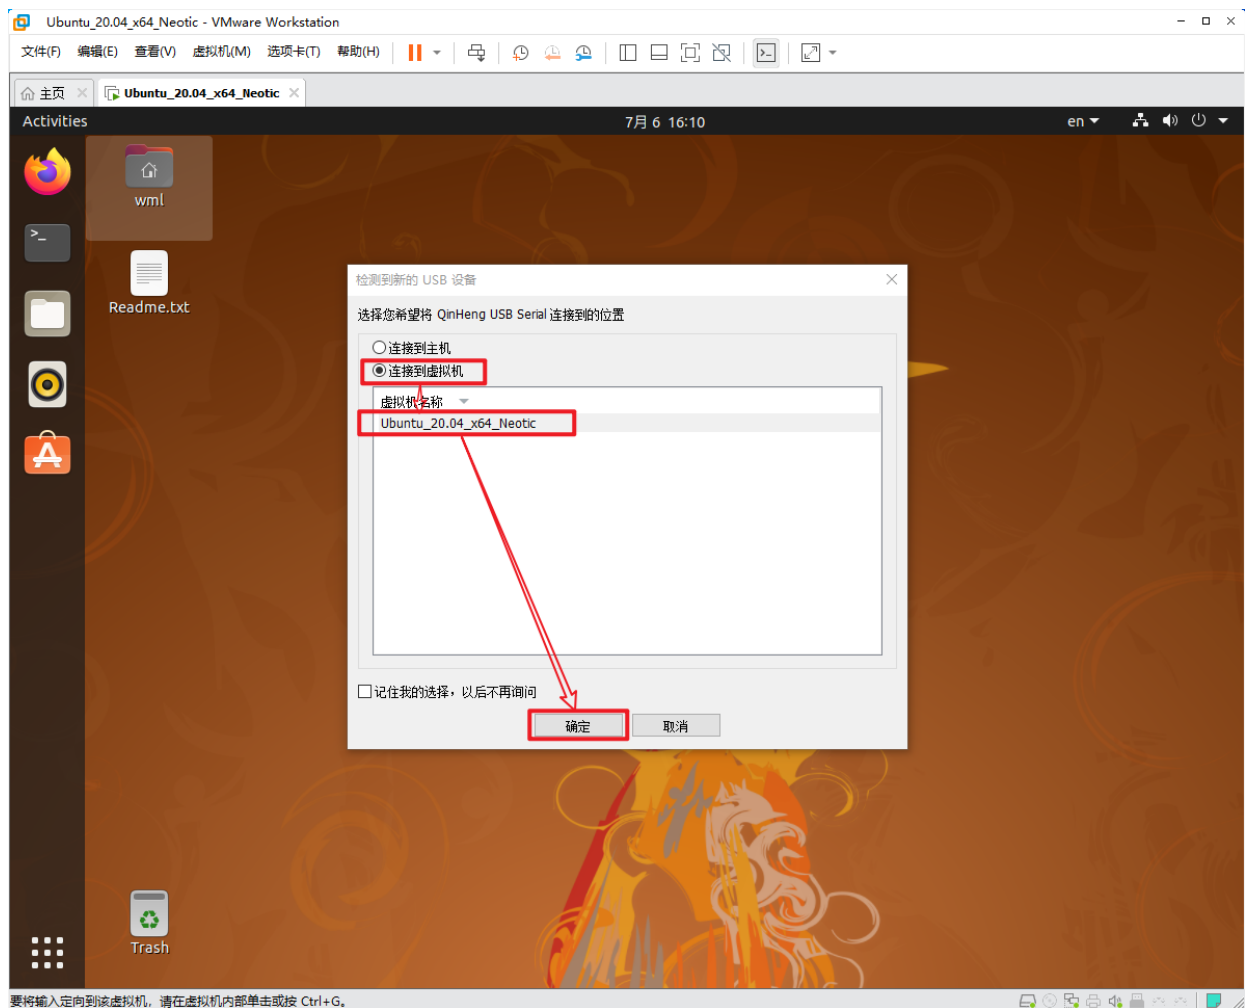 Ubuntu_20.04_x64_Neotic - VMware Workstation
文件(F) 编辑(E) 查看(V) 虚拟机(M) 选项卡(T) 帮助(H)
主页 Ubuntu_20.04_x64_Neotic
Activities 7月 6 16:10 en
wml
Readme.txt
检测到新的 USB 设备
选择您希望将 QinHeng USB Serial 连接到的位置
连接到主机
连接到虚拟机
虚拟机名称
Ubuntu_20.04_x64_Neotic
记住我的选择，以后不再询问
确定 取消
Trash
要将输入定向到该虚拟机，请在虚拟机内部单击或按 Ctrl+G。